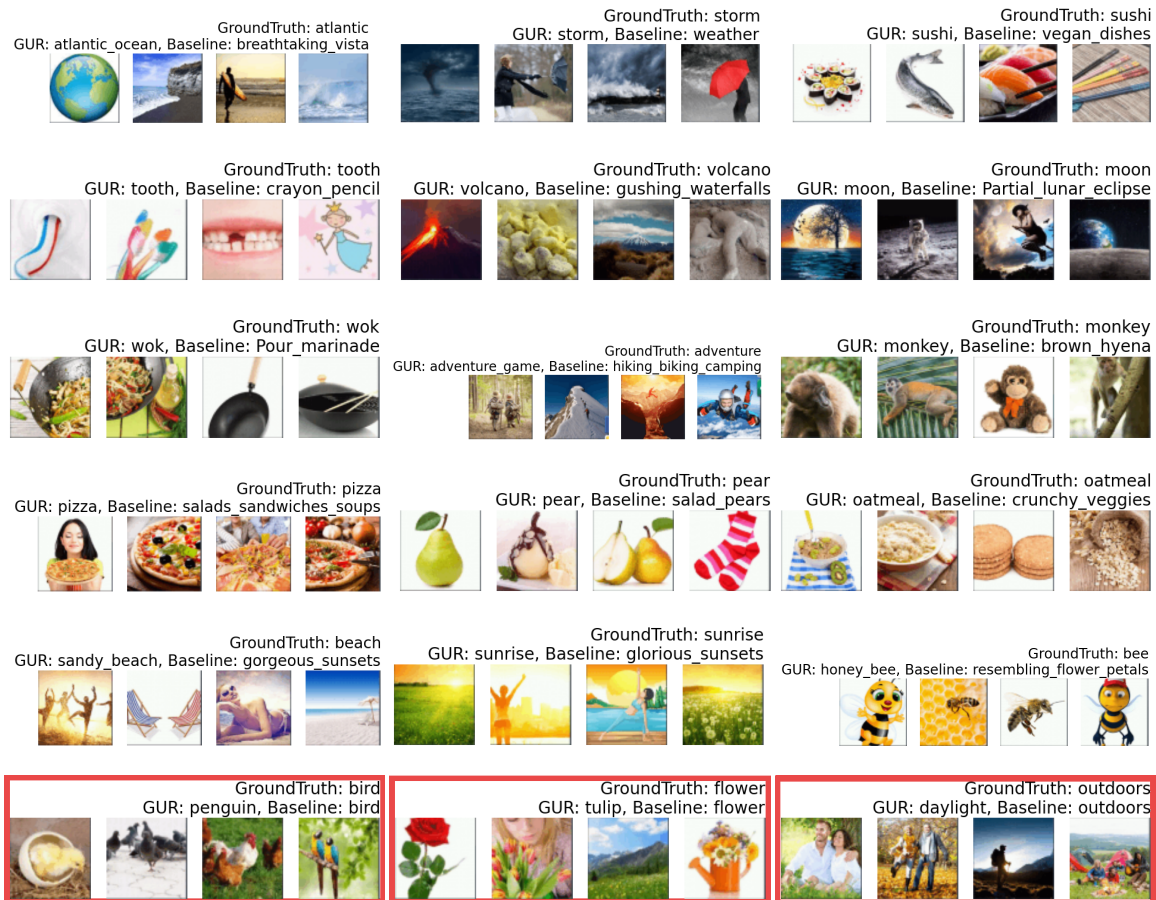 GroundTruth: atlantic
GUR: atlantic_ocean, Baseline: breathtaking_vista
GroundTruth: storm
GUR: storm, Baseline: weather
GroundTruth: sushi
GUR: sushi, Baseline: vegan_dishes
GroundTruth: tooth
GUR: tooth, Baseline: crayon_pencil
GroundTruth: volcano
GUR: volcano, Baseline: gushing_waterfalls
GroundTruth: moon
GUR: moon, Baseline: Partial_lunar_eclipse
GroundTruth: wok
GUR: wok, Baseline: Pour_marinade
GroundTruth: adventure
GUR: adventure_game, Baseline: hiking_biking_camping
GroundTruth: monkey
GUR: monkey, Baseline: brown_hyena
GroundTruth: pizza
GUR: pizza, Baseline: salads_sandwiches_soups
GroundTruth: pear
GUR: pear, Baseline: salad_pears
GroundTruth: oatmeal
GUR: oatmeal, Baseline: crunchy_veggies
GroundTruth: beach
GUR: sandy_beach, Baseline: gorgeous_sunsets
GroundTruth: sunrise
GUR: sunrise, Baseline: glorious_sunsets
GroundTruth: bee
GUR: honey_bee, Baseline: resembling_flower_petals
GroundTruth: bird
GUR: penguin, Baseline: bird
GroundTruth: flower
GUR: tulip, Baseline: flower
GroundTruth: outdoors
GUR: daylight, Baseline: outdoors